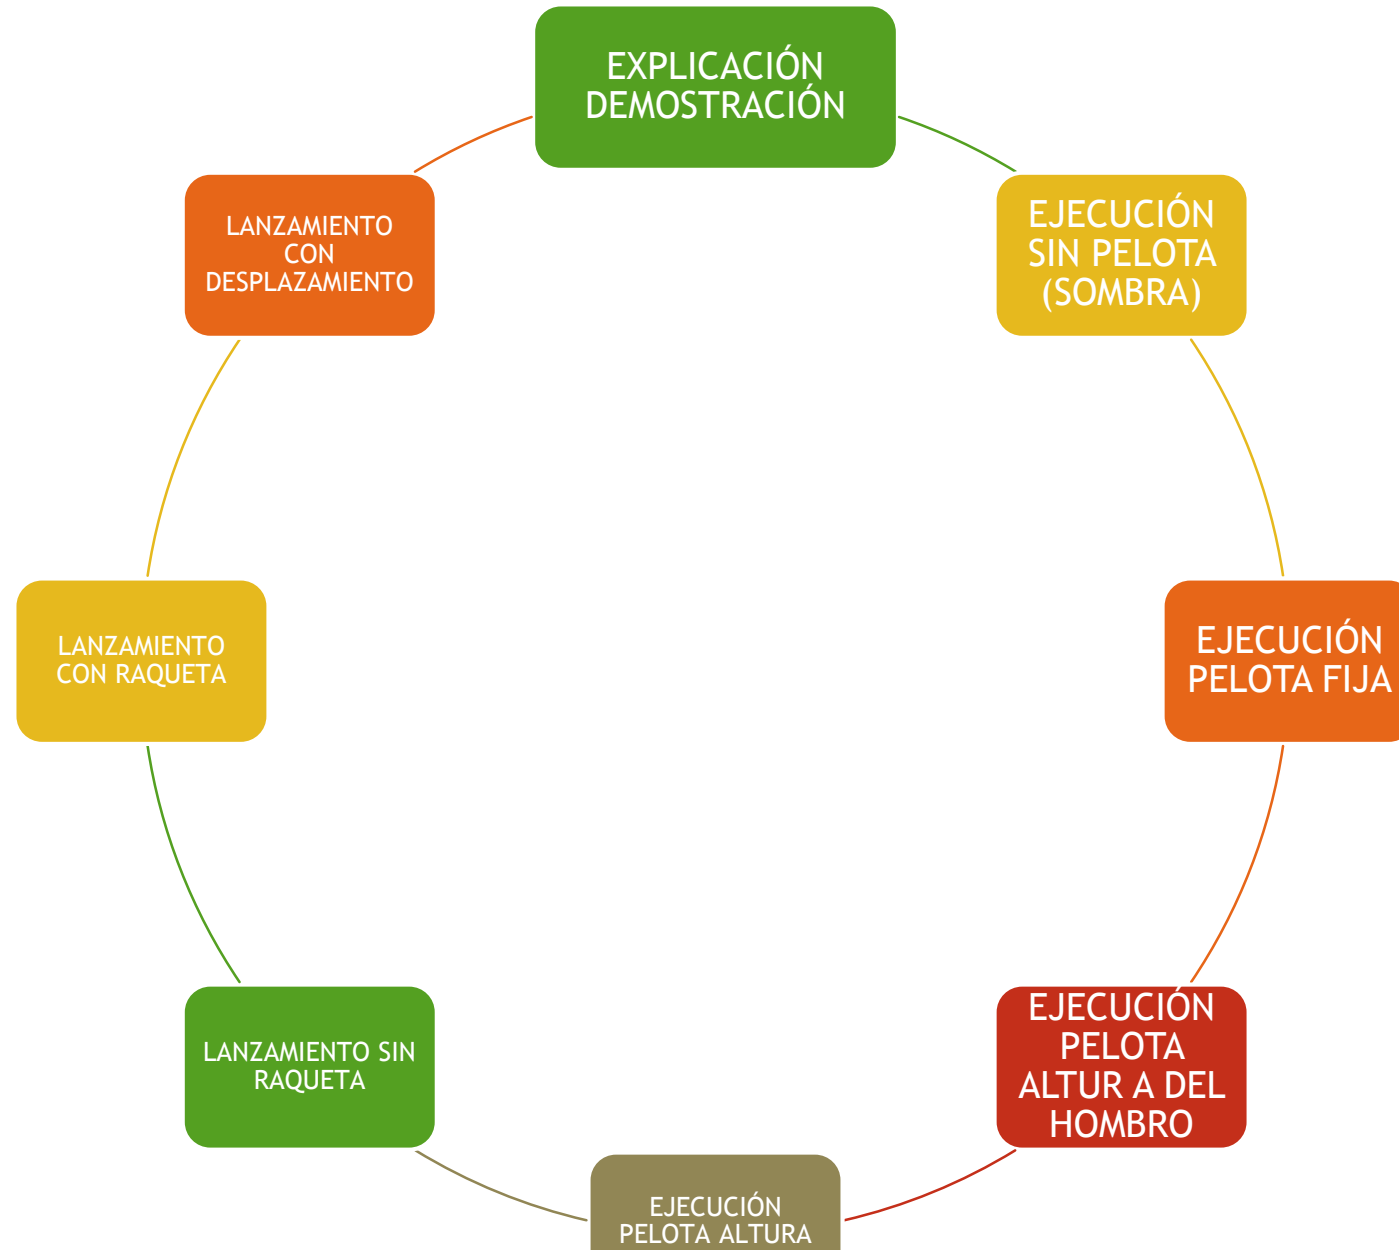 EXPLICACIÓN
DEMOSTRACIÓN
EJECUCIÓN
SIN PELOTA
(SOMBRA)
EJECUCIÓN
PELOTA FIJA
EJECUCIÓN
PELOTA
ALTUR A DEL
HOMBRO
EJECUCIÓN
PELOTA ALTURA
LANZAMIENTO SIN
RAQUETA
LANZAMIENTO
CON RAQUETA
LANZAMIENTO
CON
DESPLAZAMIENTO